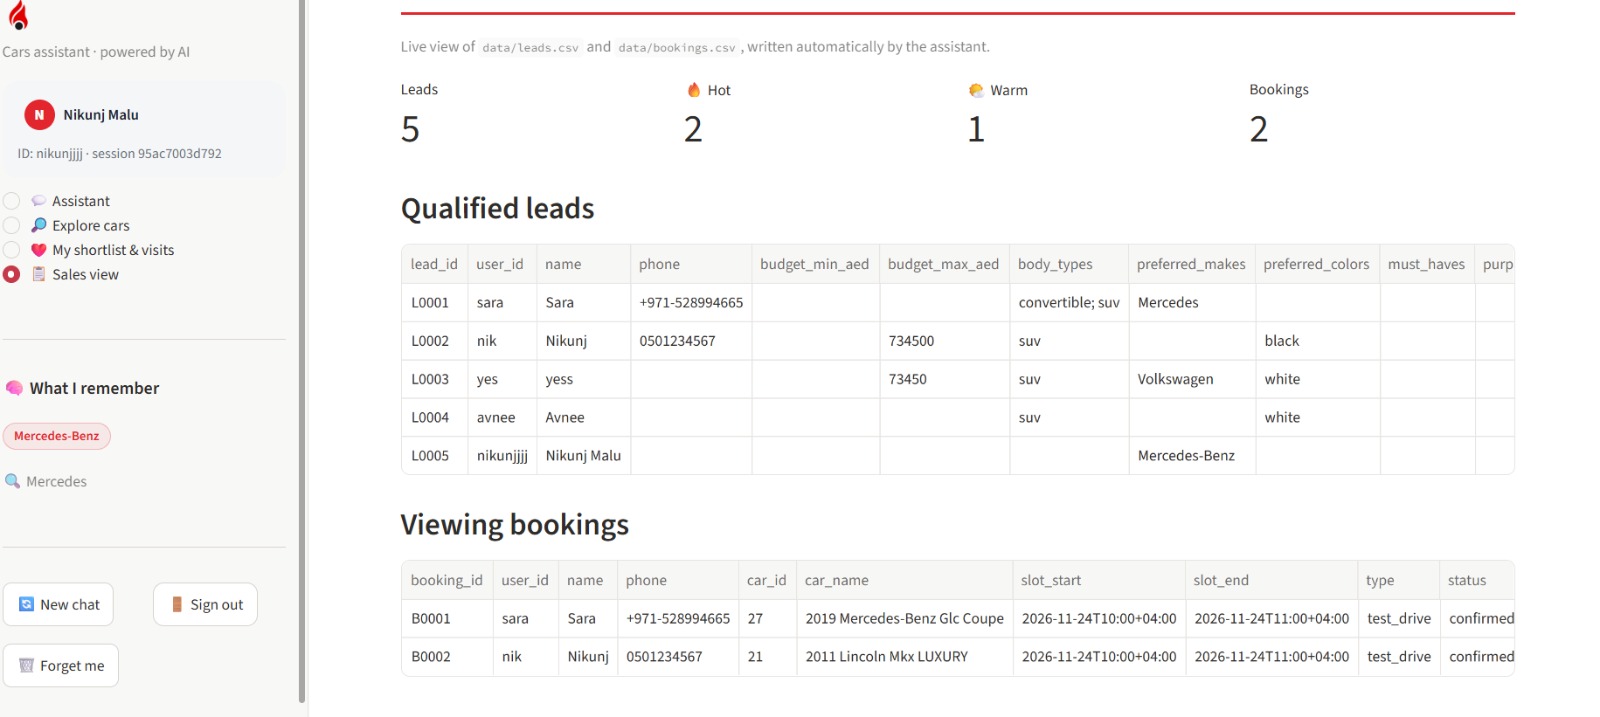 Cars assistant · powered by AI
N
Nikunj Malu
ID: nikunjjjj · session 95ac7003d792
Assistant
Explore cars
My shortlist & visits
Sales view
What I remember
Mercedes-Benz
Mercedes
New chat
Sign out
Forget me
Live view of data/leads.csv and data/bookings.csv, written automatically by the assistant.
Leads Hot Warm Bookings
5 2 1 2
Qualified leads
lead_id user_id name phone budget_min_aed budget_max_aed body_types preferred_makes preferred_colors must_haves purp
L0001 sara Sara +971-528994665 convertible; suv Mercedes
L0002 nik Nikunj 0501234567 734500 suv black
L0003 yes yess 73450 suv Volkswagen white
L0004 avnee Avnee suv white
L0005 nikunjjjj Nikunj Malu Mercedes-Benz
Viewing bookings
booking_id user_id name phone car_id car_name slot_start slot_end type status
B0001 sara Sara +971-528994665 27 2019 Mercedes-Benz Glc Coupe 2026-11-24T10:00+04:00 2026-11-24T11:00+04:00 test_drive confirmed
B0002 nik Nikunj 0501234567 21 2011 Lincoln Mkx LUXURY 2026-11-24T10:00+04:00 2026-11-24T11:00+04:00 test_drive confirmed